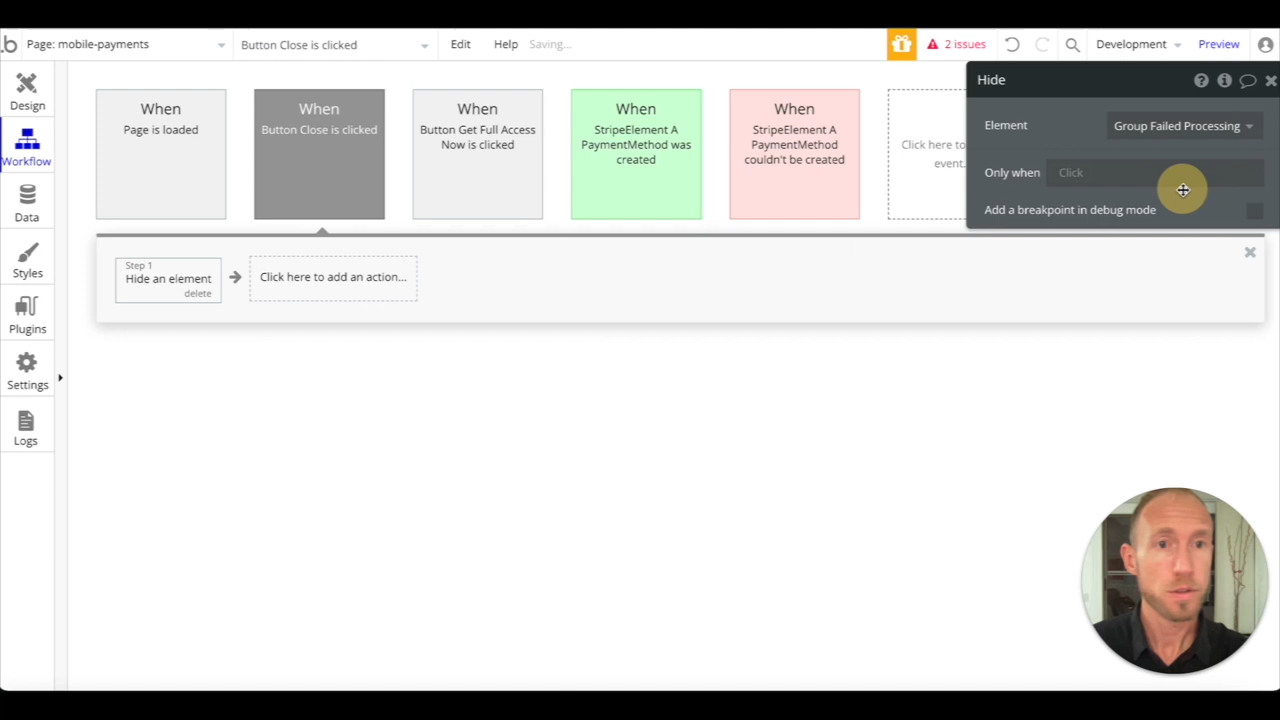 .b
Page: mobile-payments
Button Close is clicked
Edit
Help
Saving...
2 issues
Development
Preview
Design
Workflow
Data
Styles
Plugins
Settings
Logs
When
Page is loaded
When
Button Close is clicked
When
Button Get Full Access
Now is clicked
When
StripeElement A
PaymentMethod was
created
When
StripeElement A
PaymentMethod
couldn't be created
Click here to
event.
Hide
Element
Group Failed Processing
Only when
Click
Add a breakpoint in debug mode
Step 1
Hide an element
delete
Click here to add an action...